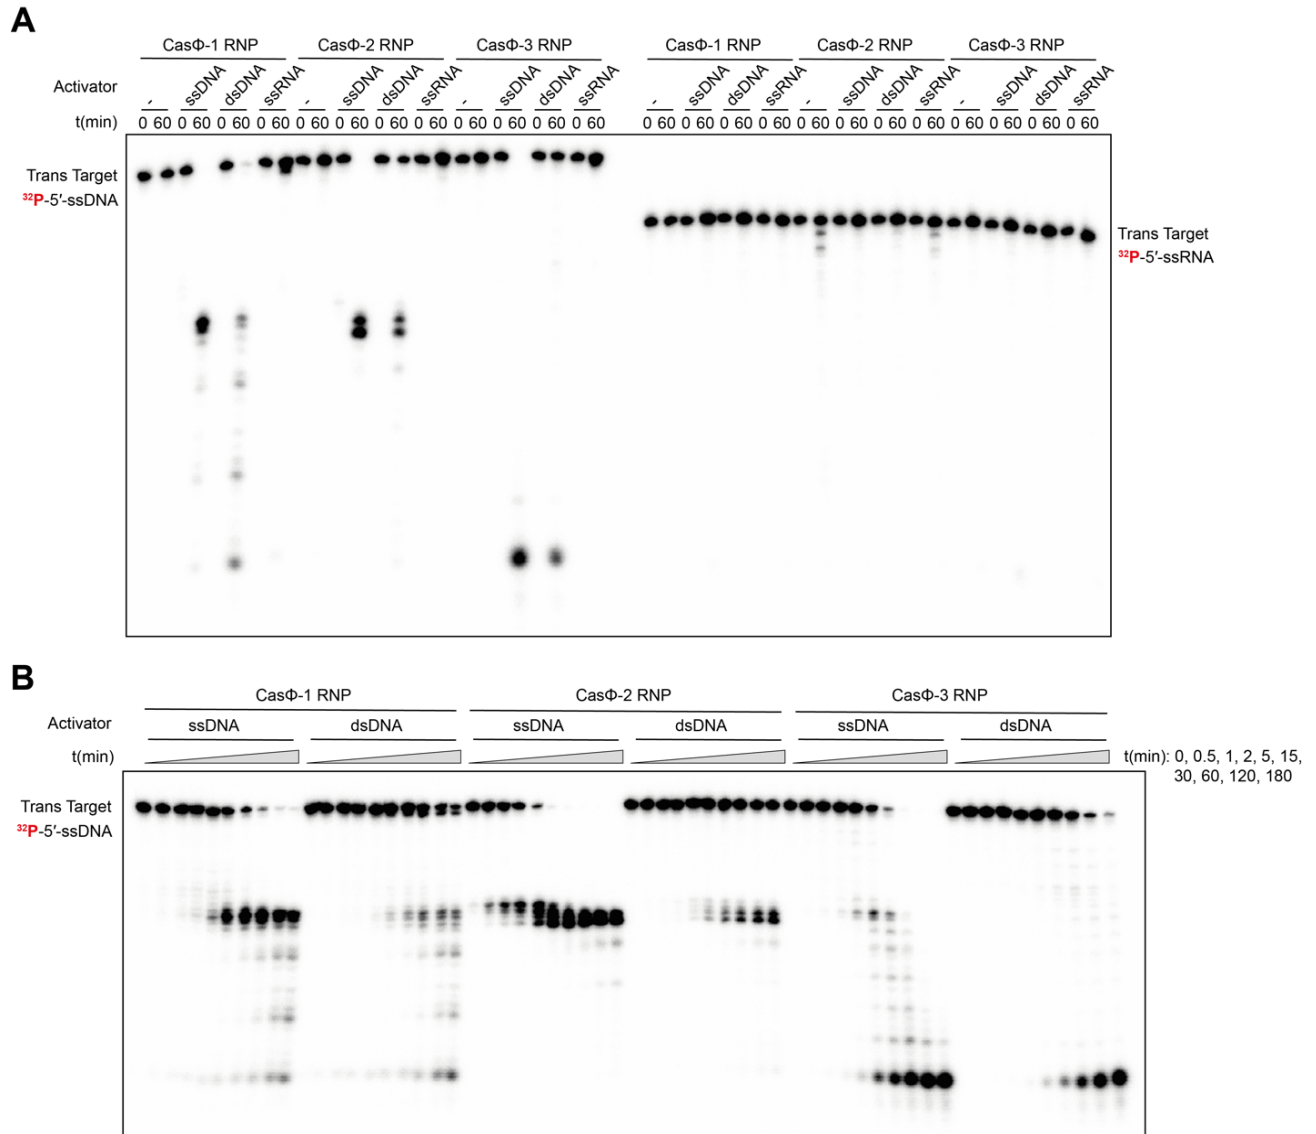 A
CasΦ-1 RNP CasΦ-2 RNP CasΦ-3 RNP CasΦ-1 RNP CasΦ-2 RNP CasΦ-3 RNP
Activator - ssDNA dsDNA ssRNA - ssDNA dsDNA ssRNA - ssDNA dsDNA ssRNA - ssDNA dsDNA ssRNA - ssDNA dsDNA ssRNA - ssDNA dsDNA ssRNA
t(min) 0 60 0 60 0 60 0 60 0 60 0 60 0 60 0 60 0 60 0 60 0 60 0 60 0 60 0 60 0 60 0 60 0 60 0 60 0 60 0 60 0 60 0 60 0 60 0 60
Trans Target
³²P-5′-ssDNA
Trans Target
³²P-5′-ssRNA
B
CasΦ-1 RNP CasΦ-2 RNP CasΦ-3 RNP
Activator ssDNA dsDNA ssDNA dsDNA ssDNA dsDNA
t(min) t(min): 0, 0.5, 1, 2, 5, 15,
30, 60, 120, 180
Trans Target
³²P-5′-ssDNA